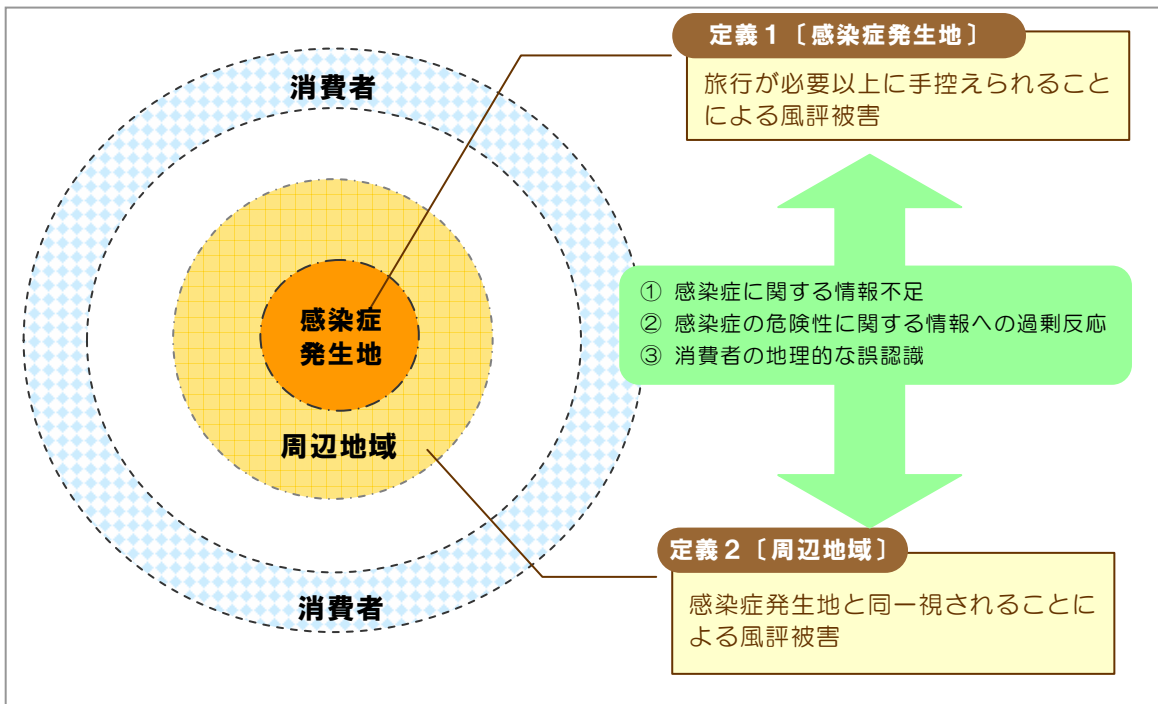 消費者
感染症
発生地
周辺地域
消費者
定義1〔感染症発生地〕
旅行が必要以上に手控えられること
による風評被害
① 感染症に関する情報不足
② 感染症の危険性に関する情報への過剰反応
③ 消費者の地理的な誤認識
定義2〔周辺地域〕
感染症発生地と同一視されることに
よる風評被害